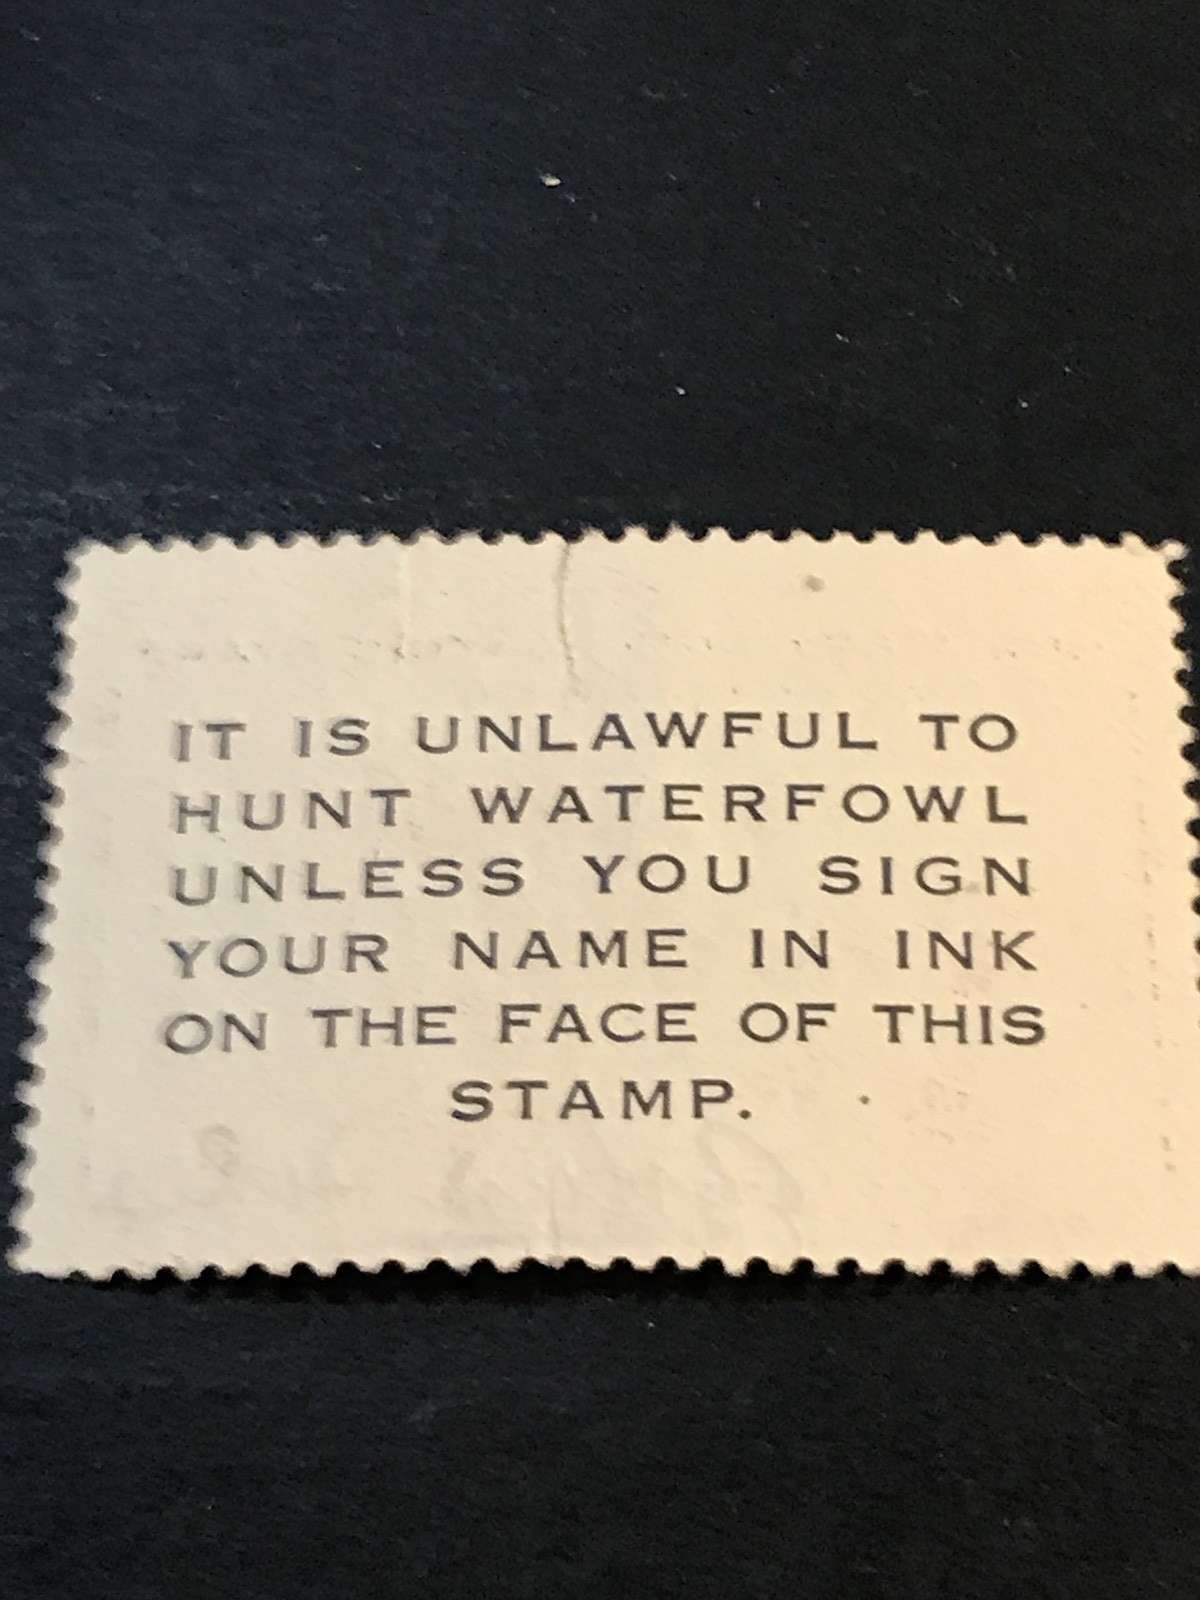 IT IS UNLAWFUL TO
HUNT WATERFOWL
UNLESS YOU SIGN
YOUR NAME IN INK
ON THE FACE OF THIS
STAMP.